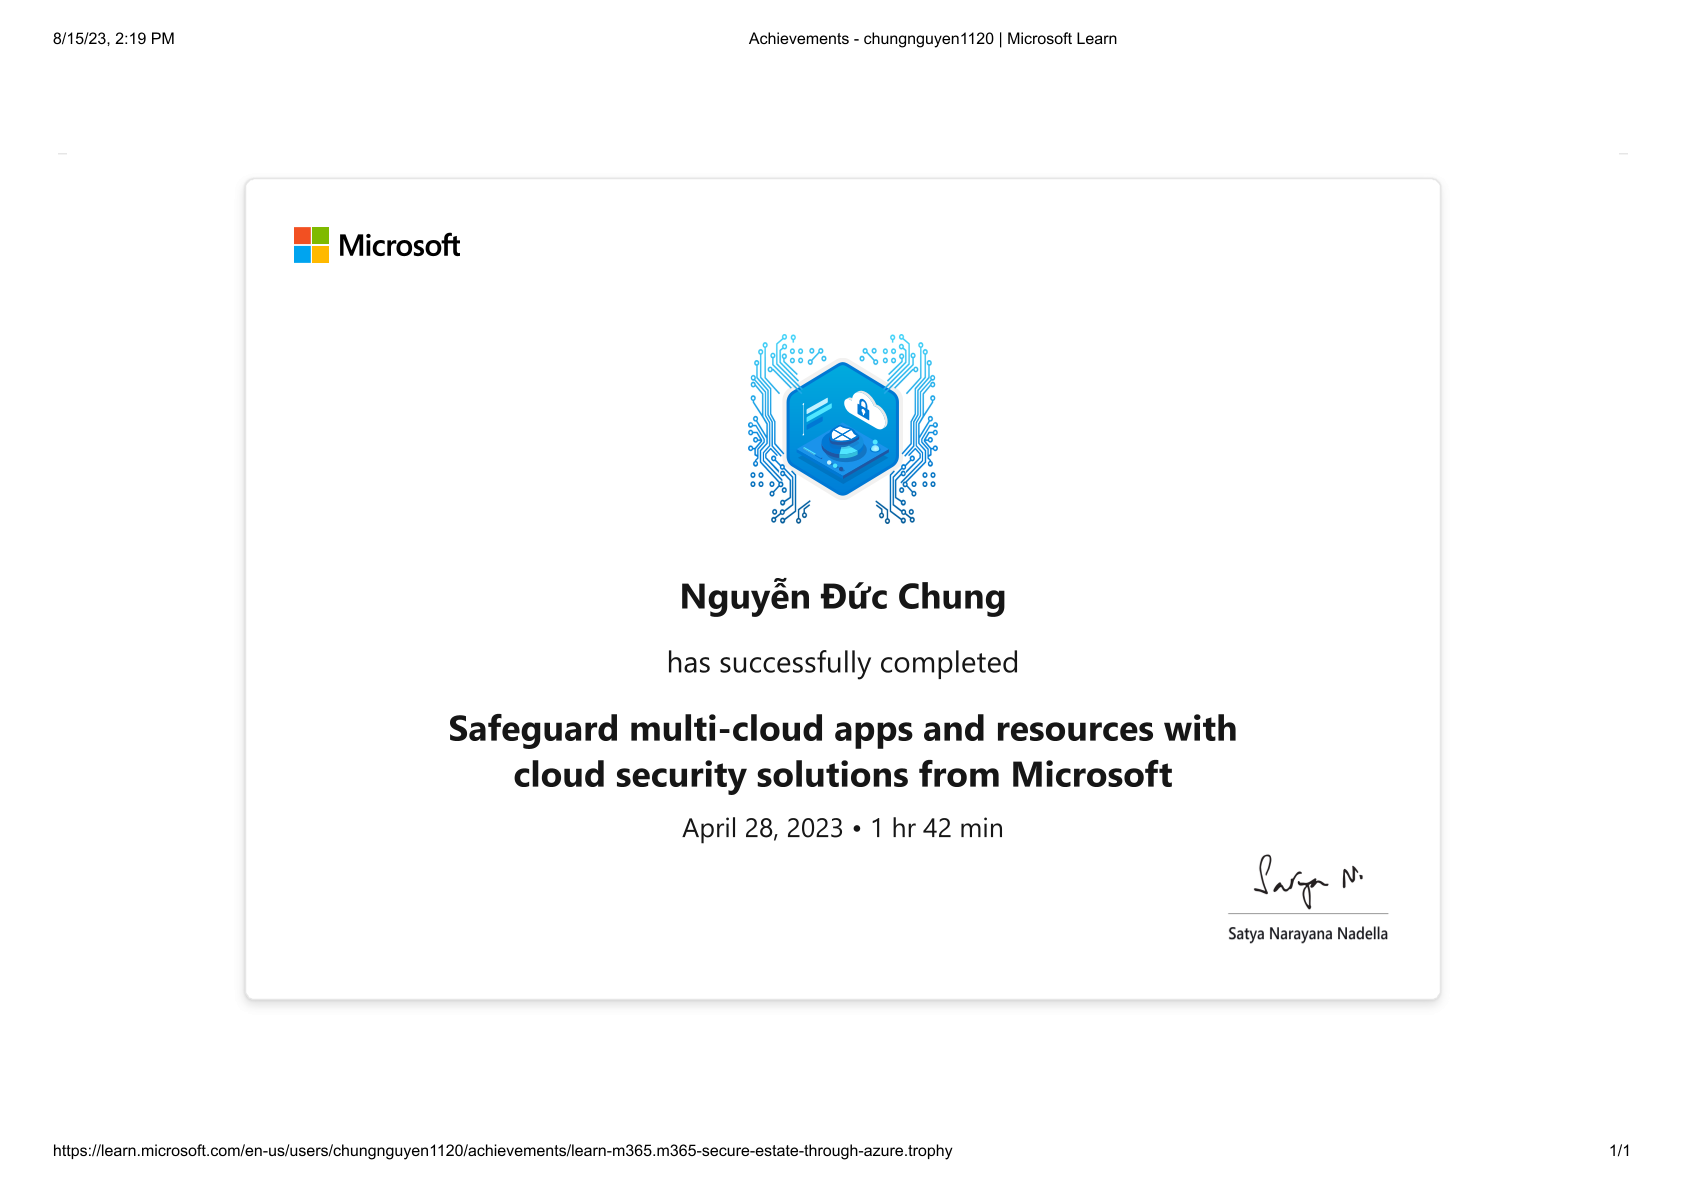 8/15/23, 2:19 PM
Achievements - chungnguyen1120 | Microsoft Learn
Microsoft
Nguyễn Đức Chung
has successfully completed
Safeguard multi-cloud apps and resources with
cloud security solutions from Microsoft
April 28, 2023 • 1 hr 42 min
Satya N.
Satya Narayana Nadella
https://learn.microsoft.com/en-us/users/chungnguyen1120/achievements/learn-m365.m365-secure-estate-through-azure.trophy
1/1